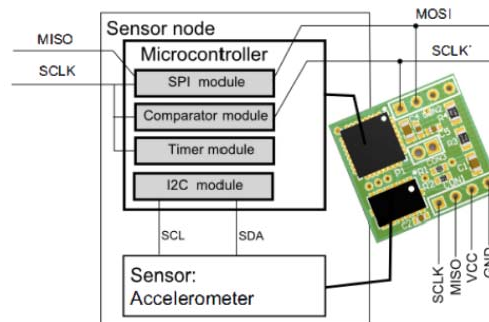 Sensor node
MOSI
MISO
Microcontroller
SCLK'
SCLK
SPI module
Comparator module
Timer module
I2C module
SCL
SDA
Sensor:
Accelerometer
SCLK
MISO
VCC
GND